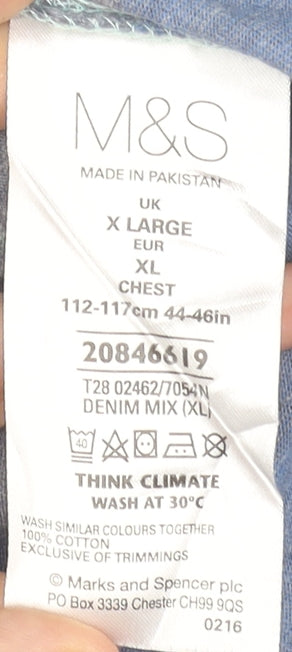 M&S
MADE IN PAKISTAN
UK
X LARGE
EUR
XL
CHEST
112-117cm 44-46in
20846619
T28 02462/7054N
DENIM MIX (XL)
40
THINK CLIMATE
WASH AT 30°C
WASH SIMILAR COLOURS TOGETHER
100% COTTON
EXCLUSIVE OF TRIMMINGS
© Marks and Spencer plc
PO Box 3339 Chester CH99 9QS
0216